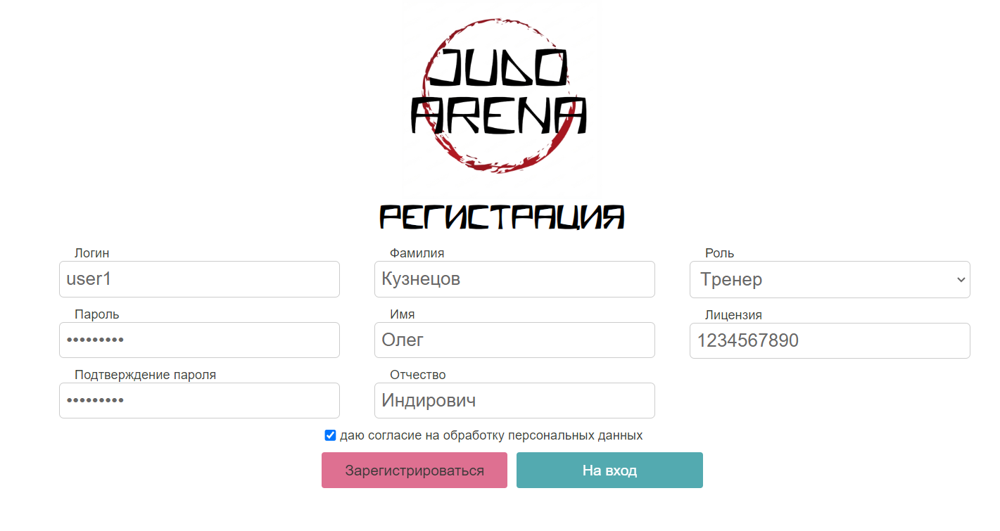 JUDO
ARENA
РЕГИСТРАЦИЯ
Логин
user1
Фамилия
Кузнецов
Роль
Тренер
Пароль
•••••••••
Имя
Олег
Лицензия
1234567890
Подтверждение пароля
•••••••••
Отчество
Индирович
даю согласие на обработку персональных данных
Зарегистрироваться
На вход